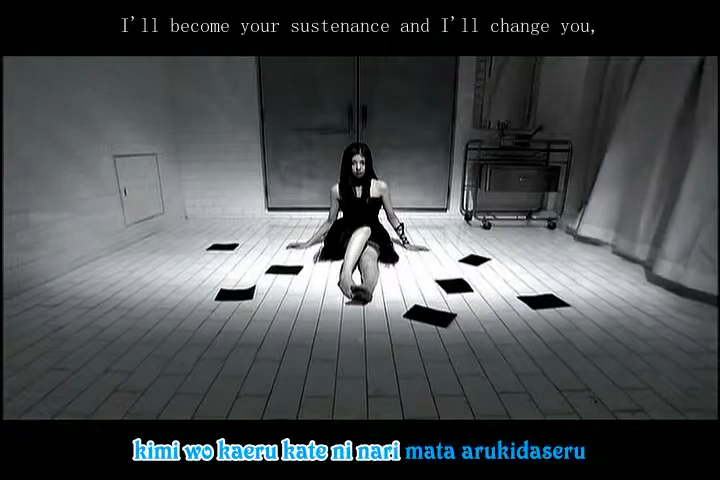 I'll become your sustenance and I'll change you,
kimi wo kaeru kate ni nari mata arukidaseru